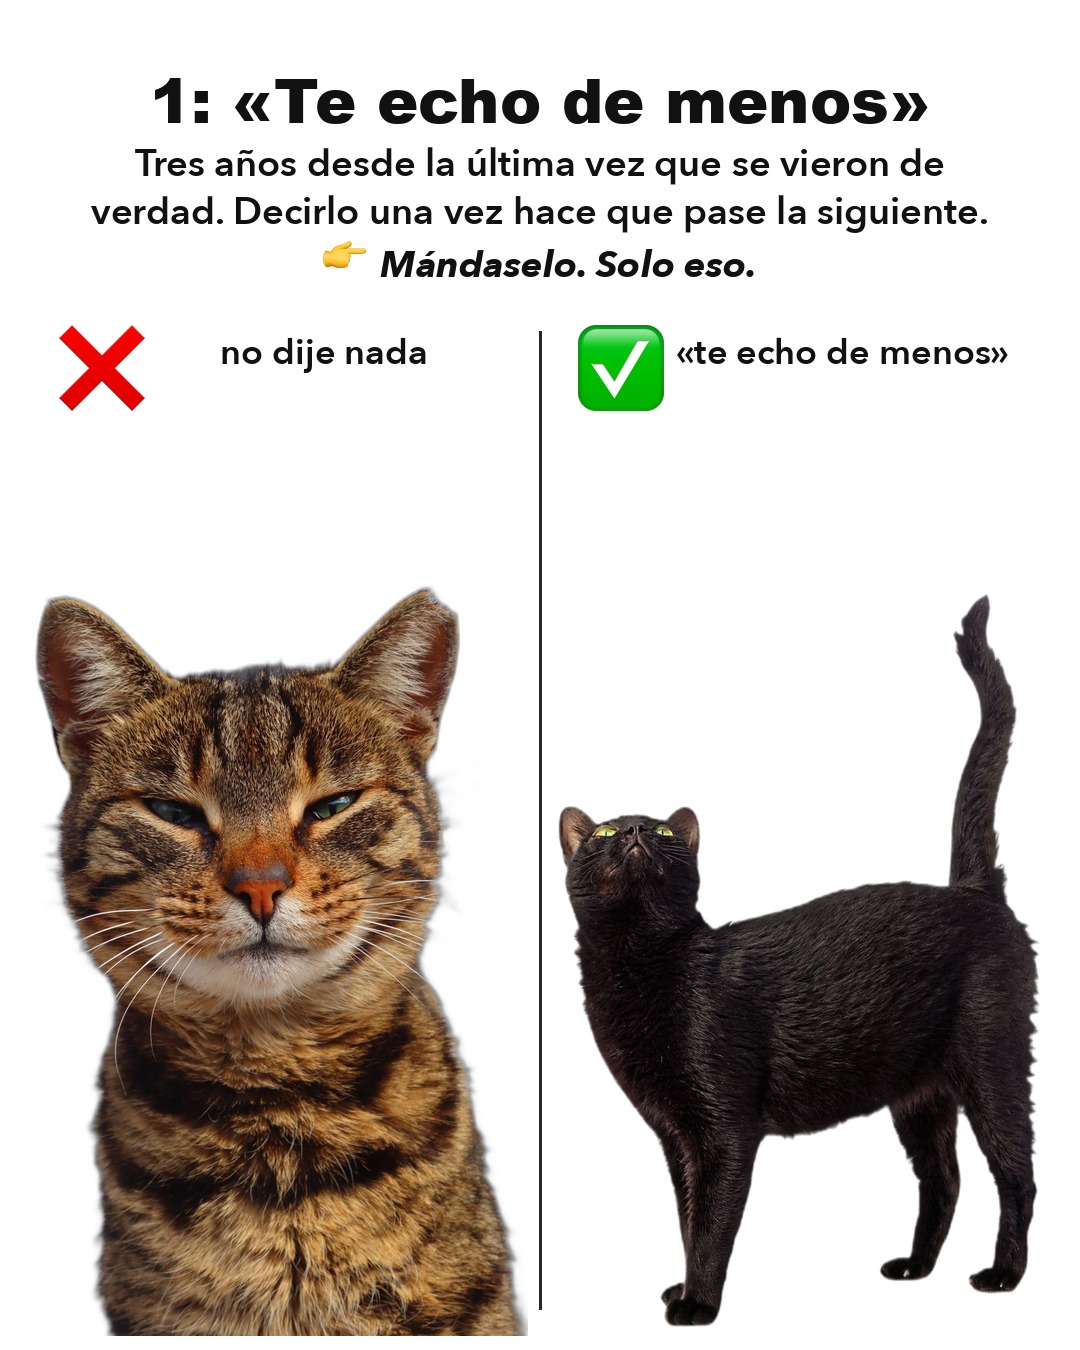 1: «Te echo de menos»
Tres años desde la última vez que se vieron de
verdad. Decirlo una vez hace que pase la siguiente.
👉 Mándaselo. Solo eso.
❌ no dije nada
✅ «te echo de menos»